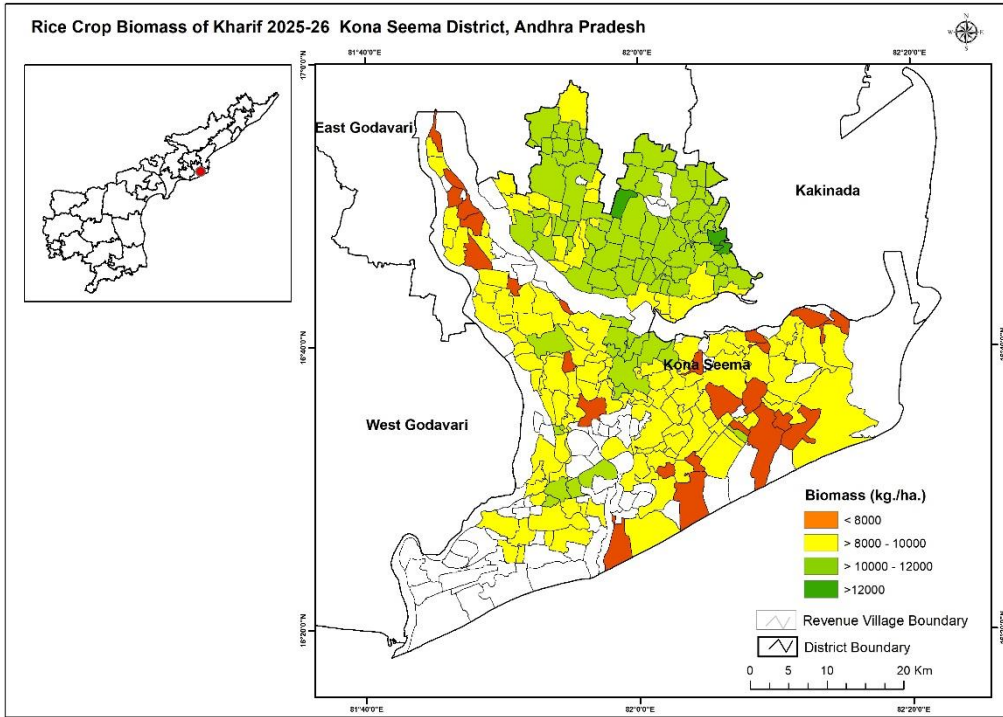 Rice Crop Biomass of Kharif 2025-26 Kona Seema District, Andhra Pradesh
N
W E
S
81°40'0"E 82°0'0"E 82°20'0"E
17°0'0"N
East Godavari
Kakinada
16°40'0"N
Kona Seema
West Godavari
Biomass (kg./ha.)
< 8000
> 8000 - 10000
> 10000 - 12000
>12000
Revenue Village Boundary
District Boundary
16°20'0"N
0 5 10 20 Km
81°40'0"E 82°0'0"E 82°20'0"E